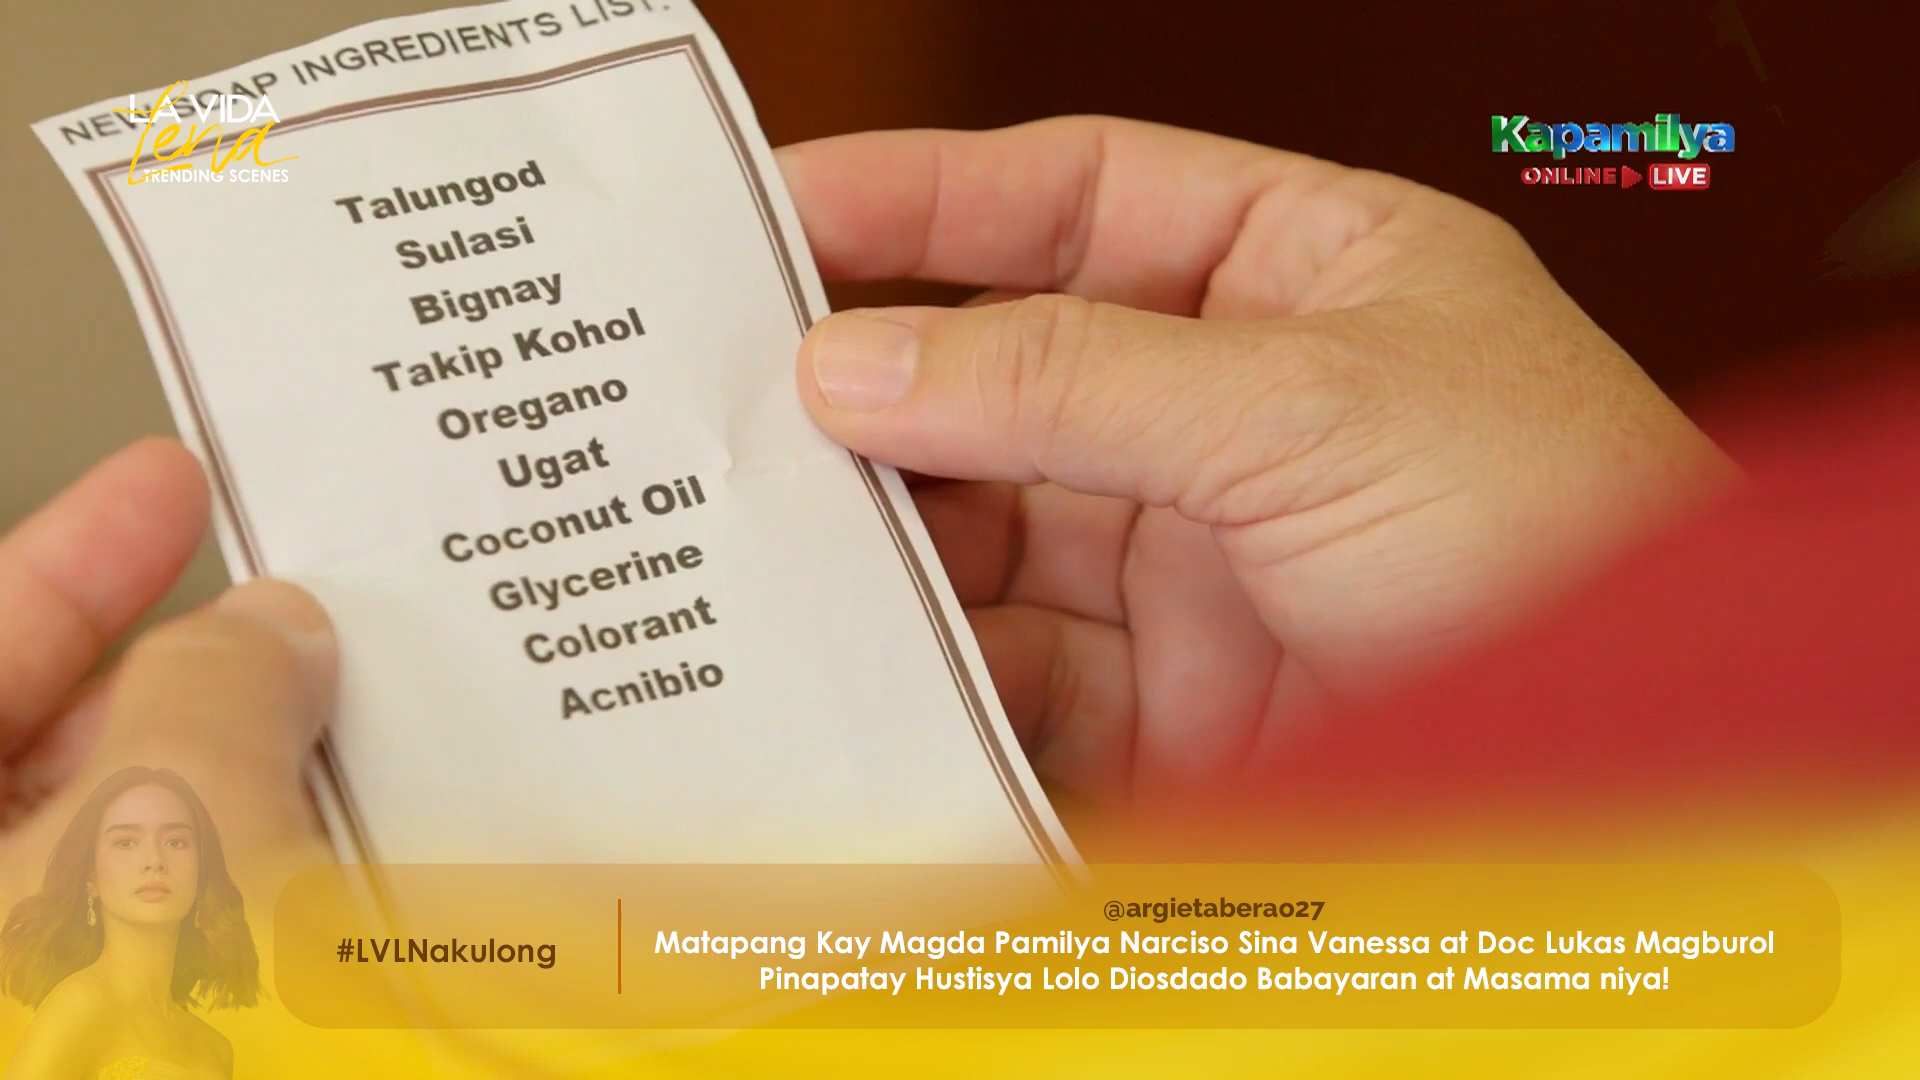 NEW SOAP INGREDIENTS LIST:
LA VIDA
Lena
TRENDING SCENES
Kapamilya
ONLINE LIVE
Talungod
Sulasi
Bignay
Takip Kohol
Oregano
Ugat
Coconut Oil
Glycerine
Colorant
Acnibio
#LVLNakulong
@argietabera027
Matapang Kay Magda Pamilya Narciso Sina Vanessa at Doc Lukas Magburol
Pinapatay Hustisya Lolo Diosdado Babayaran at Masama niya!